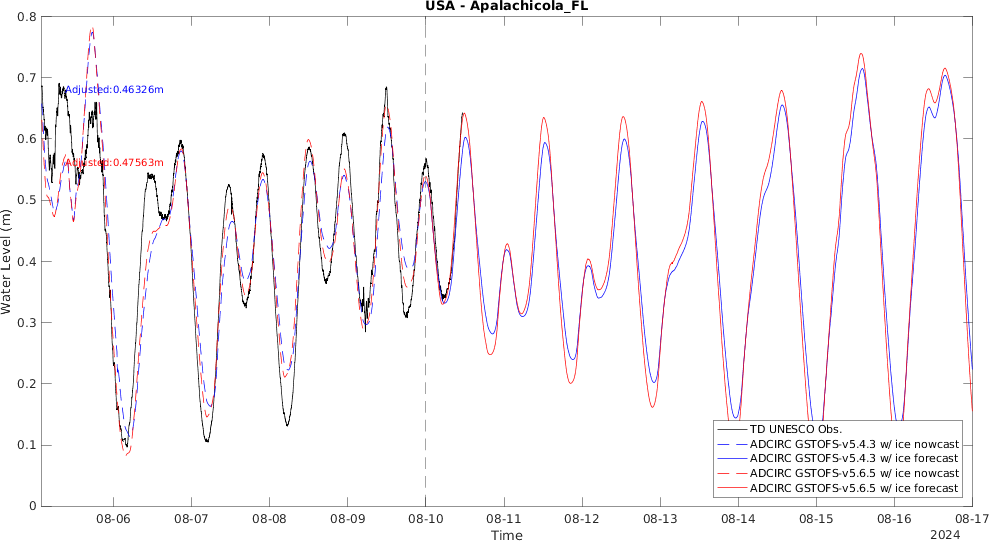 USA - Apalachicola_FL
0.8
0.7
0.6
0.5
0.4
0.3
0.2
0.1
0
Water Level (m)
Adjusted:0.46326m
Adjusted:0.47563m
TD UNESCO Obs.
ADCIRC GSTOFS-v5.4.3 w/ ice nowcast
ADCIRC GSTOFS-v5.4.3 w/ ice forecast
ADCIRC GSTOFS-v5.6.5 w/ ice nowcast
ADCIRC GSTOFS-v5.6.5 w/ ice forecast
08-06 08-07 08-08 08-09 08-10 08-11 08-12 08-13 08-14 08-15 08-16 08-17
Time
2024